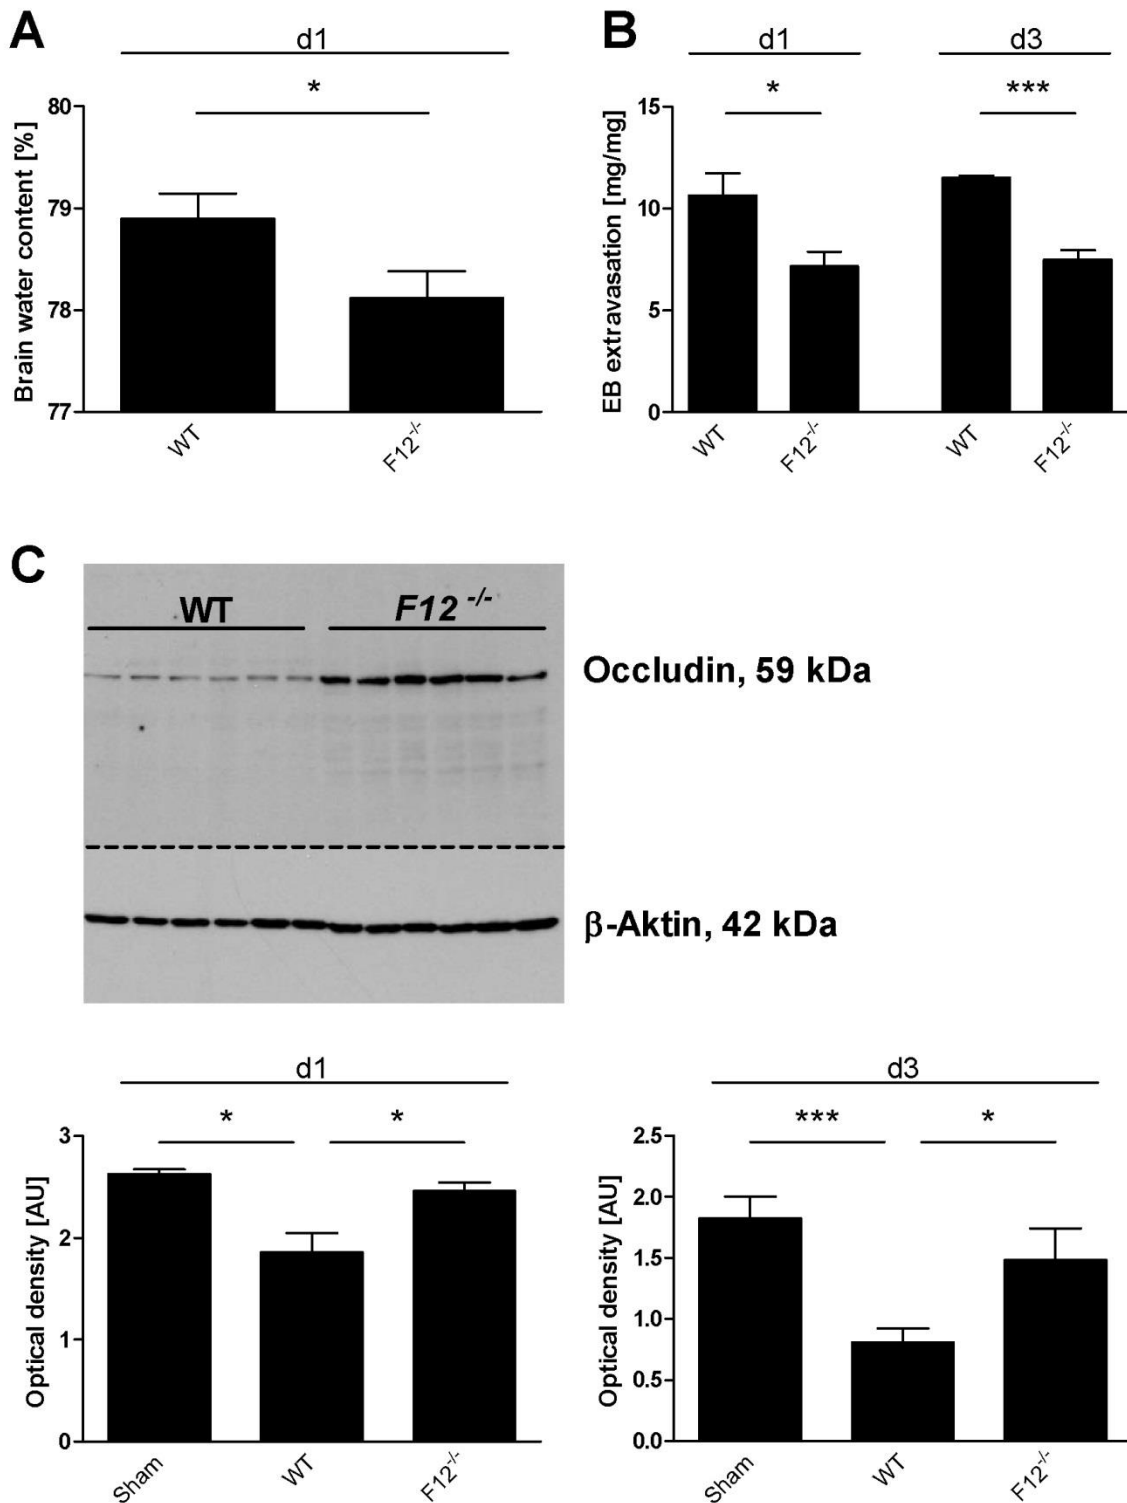 A
d1
*
Brain water content [%]
80
79
78
77
WT
F12-/-
B
d1
d3
*
***
EB extravasation [mg/mg]
15
10
5
0
WT
F12-/-
WT
F12-/-
C
WT
F12 -/-
Occludin, 59 kDa
β-Aktin, 42 kDa
d1
*
*
Optical density [AU]
3
2
1
0
Sham
WT
F12-/-
d3
***
*
Optical density [AU]
2.5
2.0
1.5
1.0
0.5
0.0
Sham
WT
F12-/-